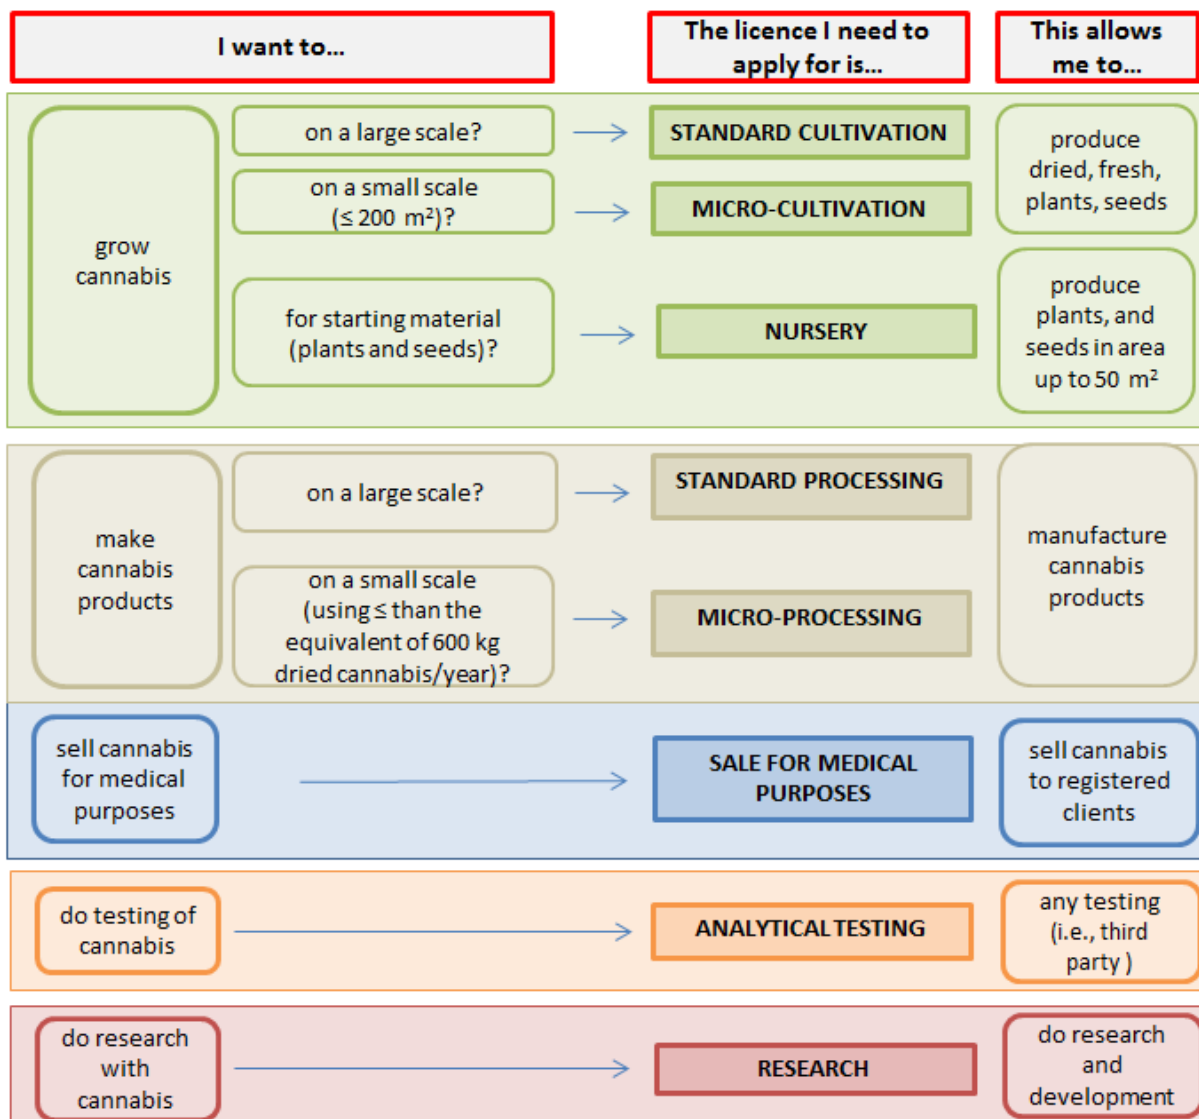 I want to...
The licence I need to
apply for is...
This allows
me to...
grow
cannabis
on a large scale?
STANDARD CULTIVATION
on a small scale
(≤ 200 m²)?
MICRO-CULTIVATION
produce
dried, fresh,
plants, seeds
for starting material
(plants and seeds)?
NURSERY
produce
plants, and
seeds in area
up to 50 m²
make
cannabis
products
on a large scale?
STANDARD PROCESSING
on a small scale
(using ≤ than the
equivalent of 600 kg
dried cannabis/year)?
MICRO-PROCESSING
manufacture
cannabis
products
sell cannabis
for medical
purposes
SALE FOR MEDICAL
PURPOSES
sell cannabis
to registered
clients
do testing of
cannabis
ANALYTICAL TESTING
any testing
(i.e., third
party )
do research
with
cannabis
RESEARCH
do research
and
development